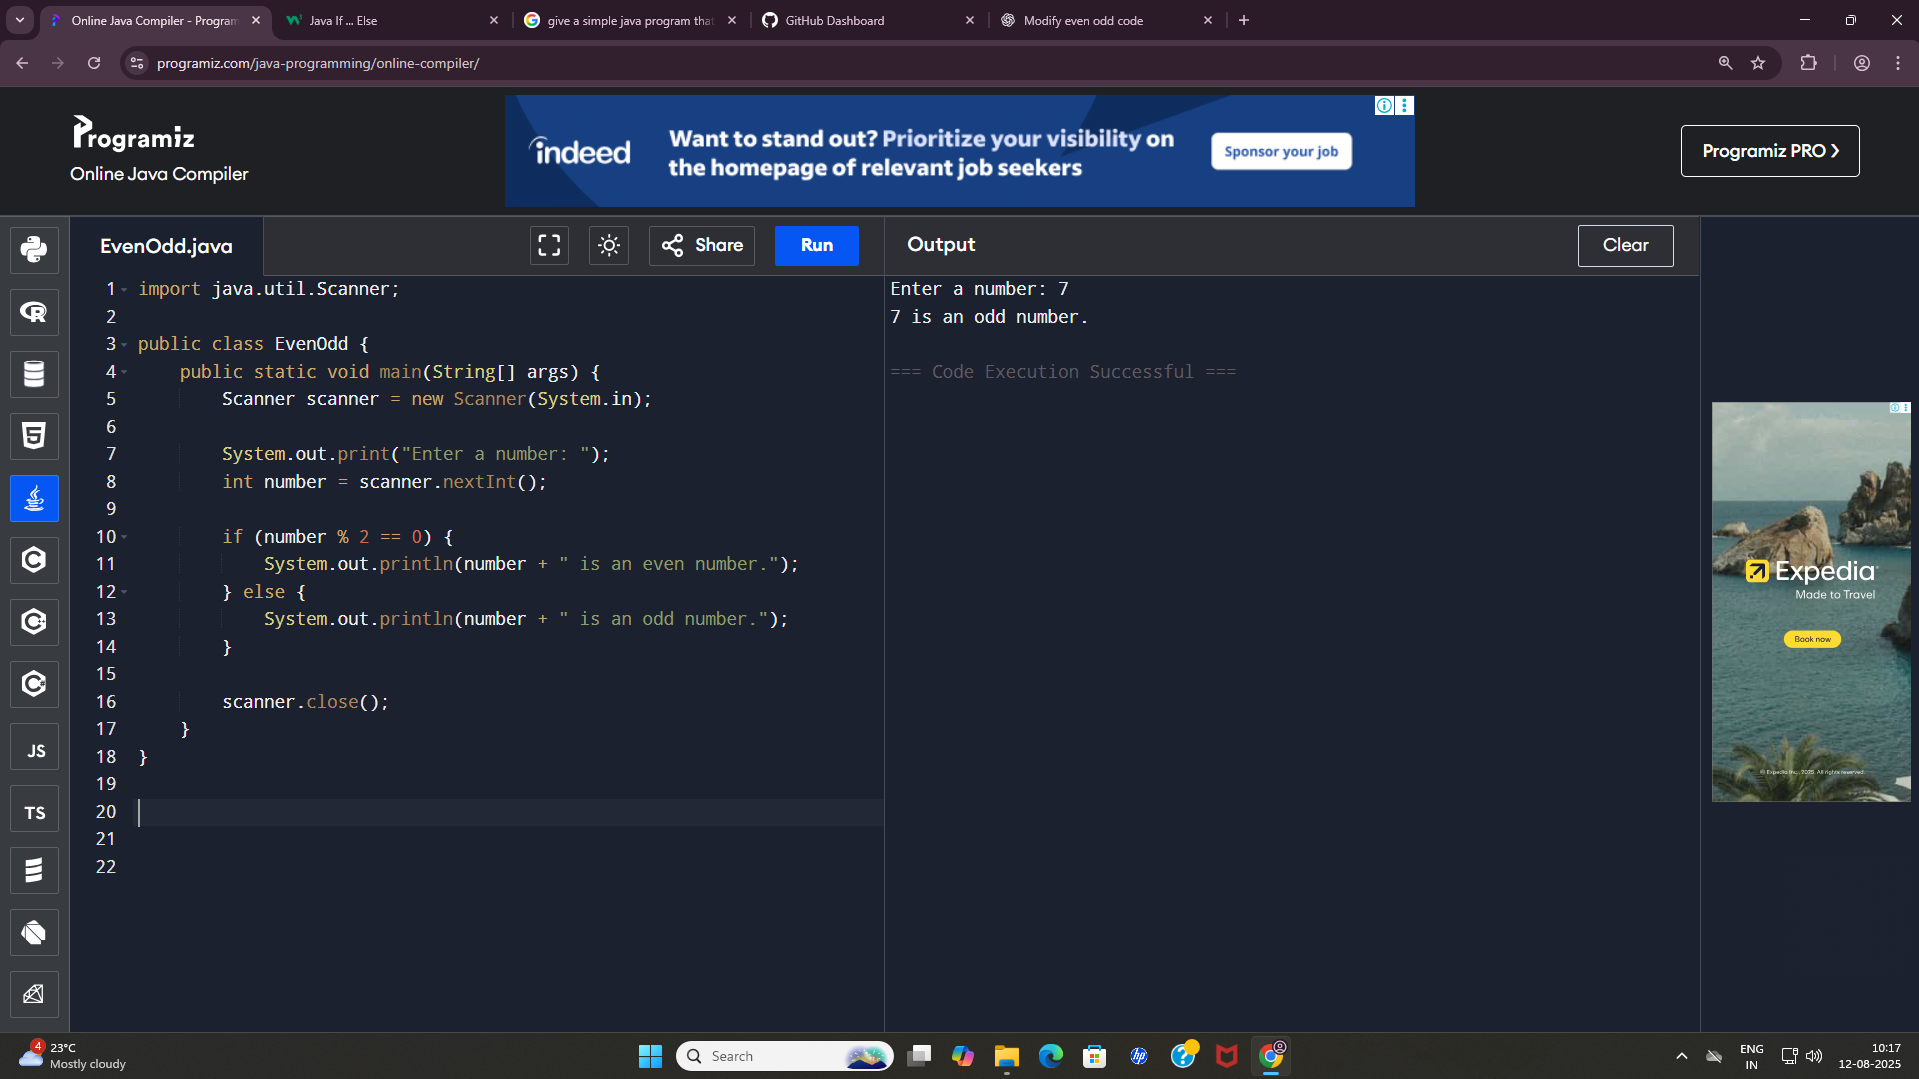 Online Java Compiler - Program
Java If ... Else
give a simple java program that
GitHub Dashboard
Modify even odd code
programiz.com/java-programming/online-compiler/
Programiz
Online Java Compiler
indeed
Want to stand out? Prioritize your visibility on
the homepage of relevant job seekers
Sponsor your job
Programiz PRO
EvenOdd.java
Share
Run
Output
Clear
1 import java.util.Scanner;
2
3 public class EvenOdd {
4 public static void main(String[] args) {
5 Scanner scanner = new Scanner(System.in);
6
7 System.out.print("Enter a number: ");
8 int number = scanner.nextInt();
9
10 if (number % 2 == 0) {
11 System.out.println(number + " is an even number.");
12 } else {
13 System.out.println(number + " is an odd number.");
14 }
15
16 scanner.close();
17 }
18 }
19
20
21
22
Enter a number: 7
7 is an odd number.
=== Code Execution Successful ===
JS
TS
Expedia
Made to Travel
Book now
© Expedia Inc., 2025. All rights reserved.
4
23°C
Mostly cloudy
Search
hp
ENG
IN
10:17
12-08-2025